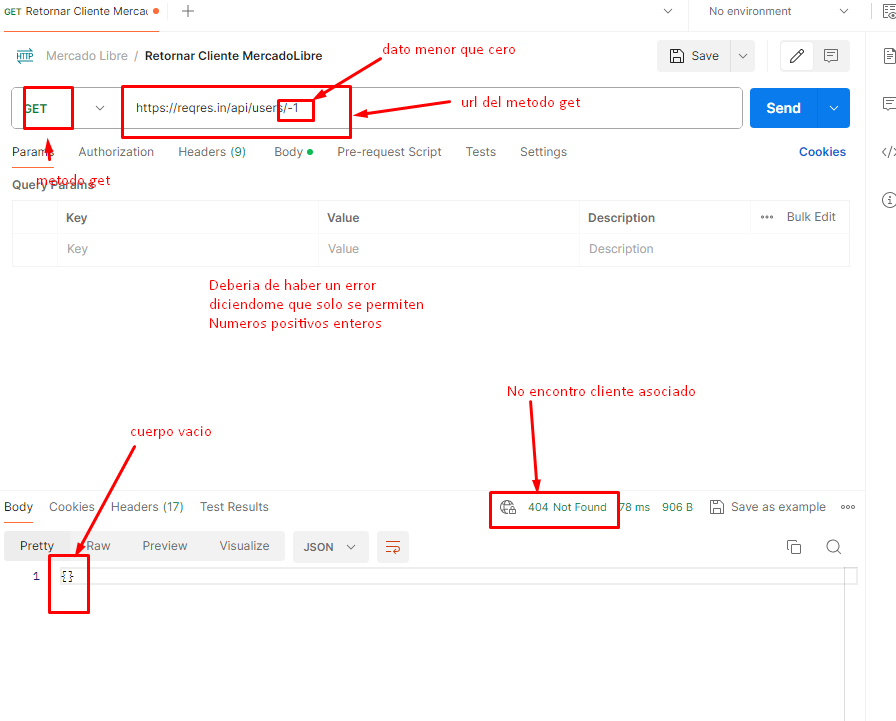 GET Retornar Cliente Mercac
No environment
HTTP Mercado Libre / Retornar Cliente MercadoLibre
dato menor que cero
Save
GET
https://reqres.in/api/users/-1
url del metodo get
Send
Params Authorization Headers (9) Body Pre-request Script Tests Settings Cookies
metodo get
Query Params
Key Value Description Bulk Edit
Key Value Description
Deberia de haber un error
diciendome que solo se permiten
Numeros positivos enteros
No encontro cliente asociado
cuerpo vacio
Body Cookies Headers (17) Test Results 404 Not Found 78 ms 906 B Save as example
Pretty Raw Preview Visualize JSON
1 {}